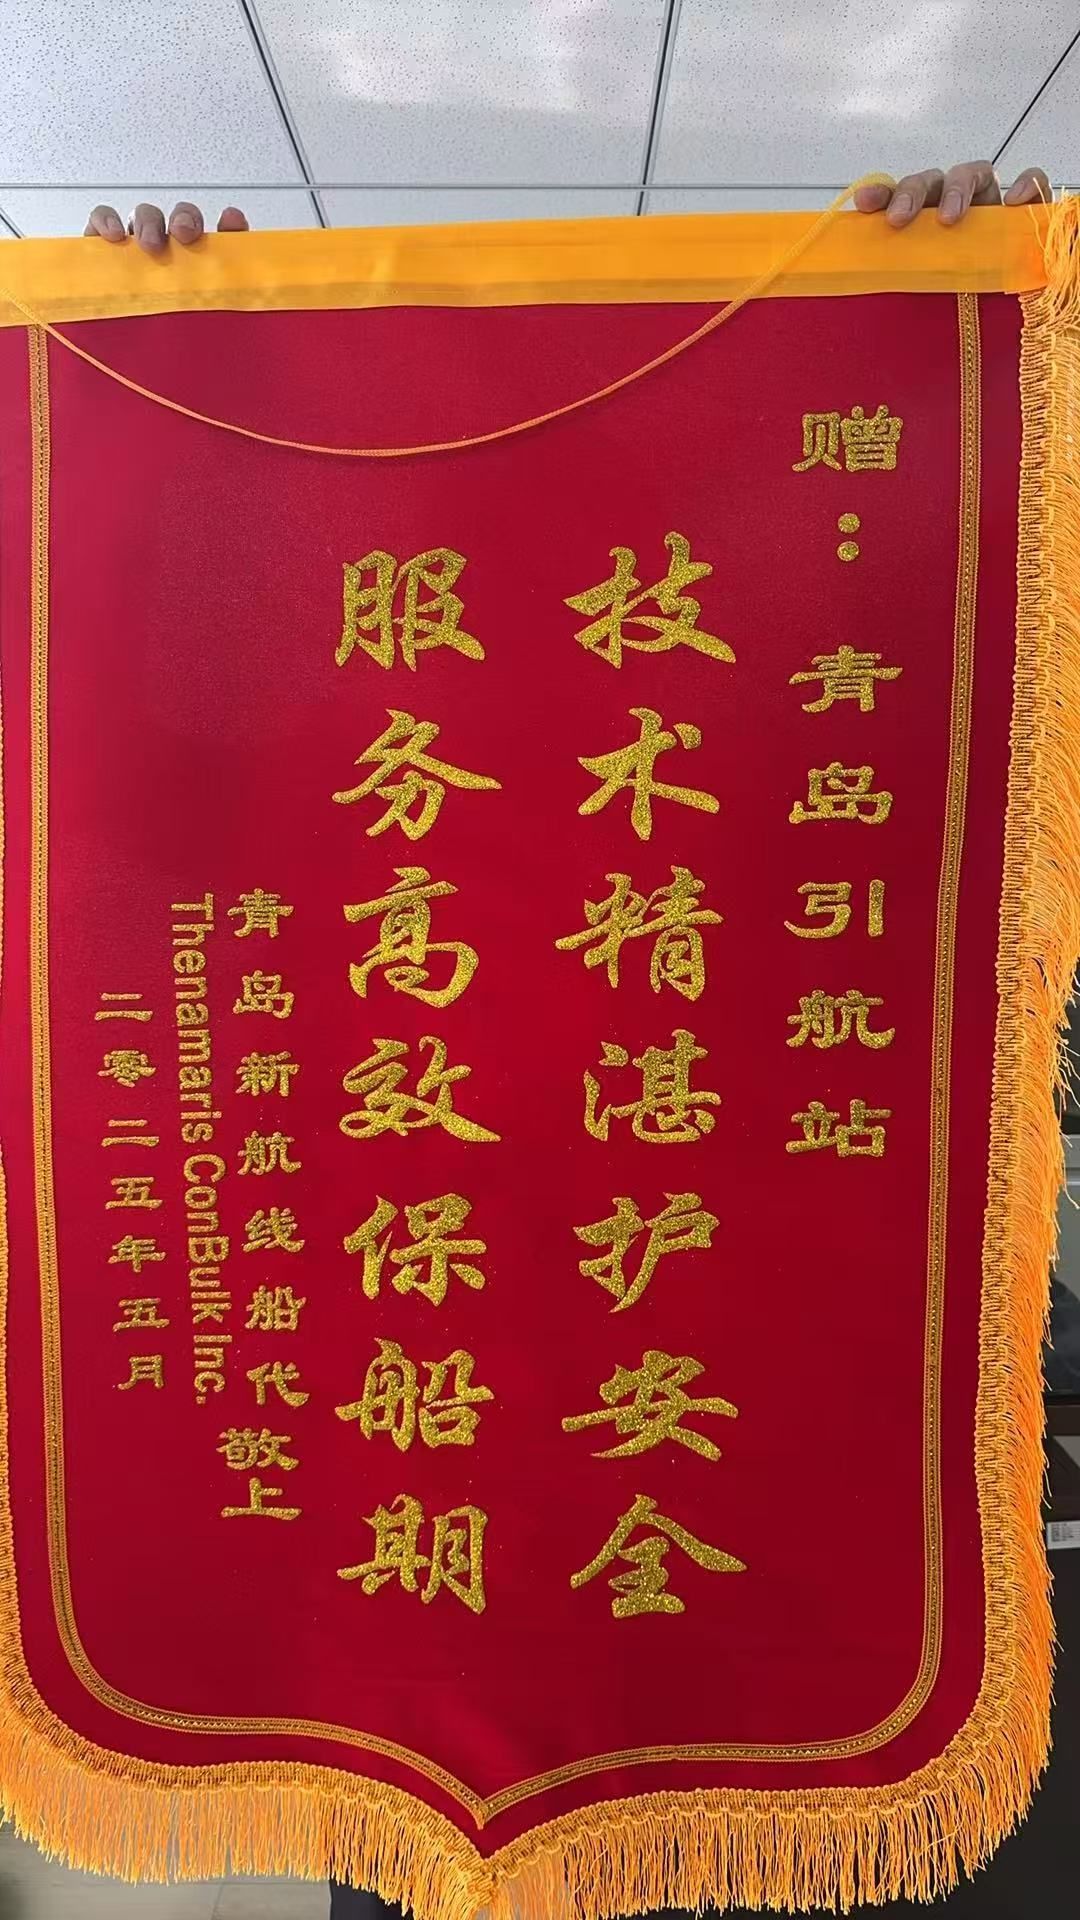 赠：青岛引航站
技术精湛护安全
服务高效保船期
青岛新航线船代
Thenamaris ConBulk Inc.
敬上
二零二五年五月